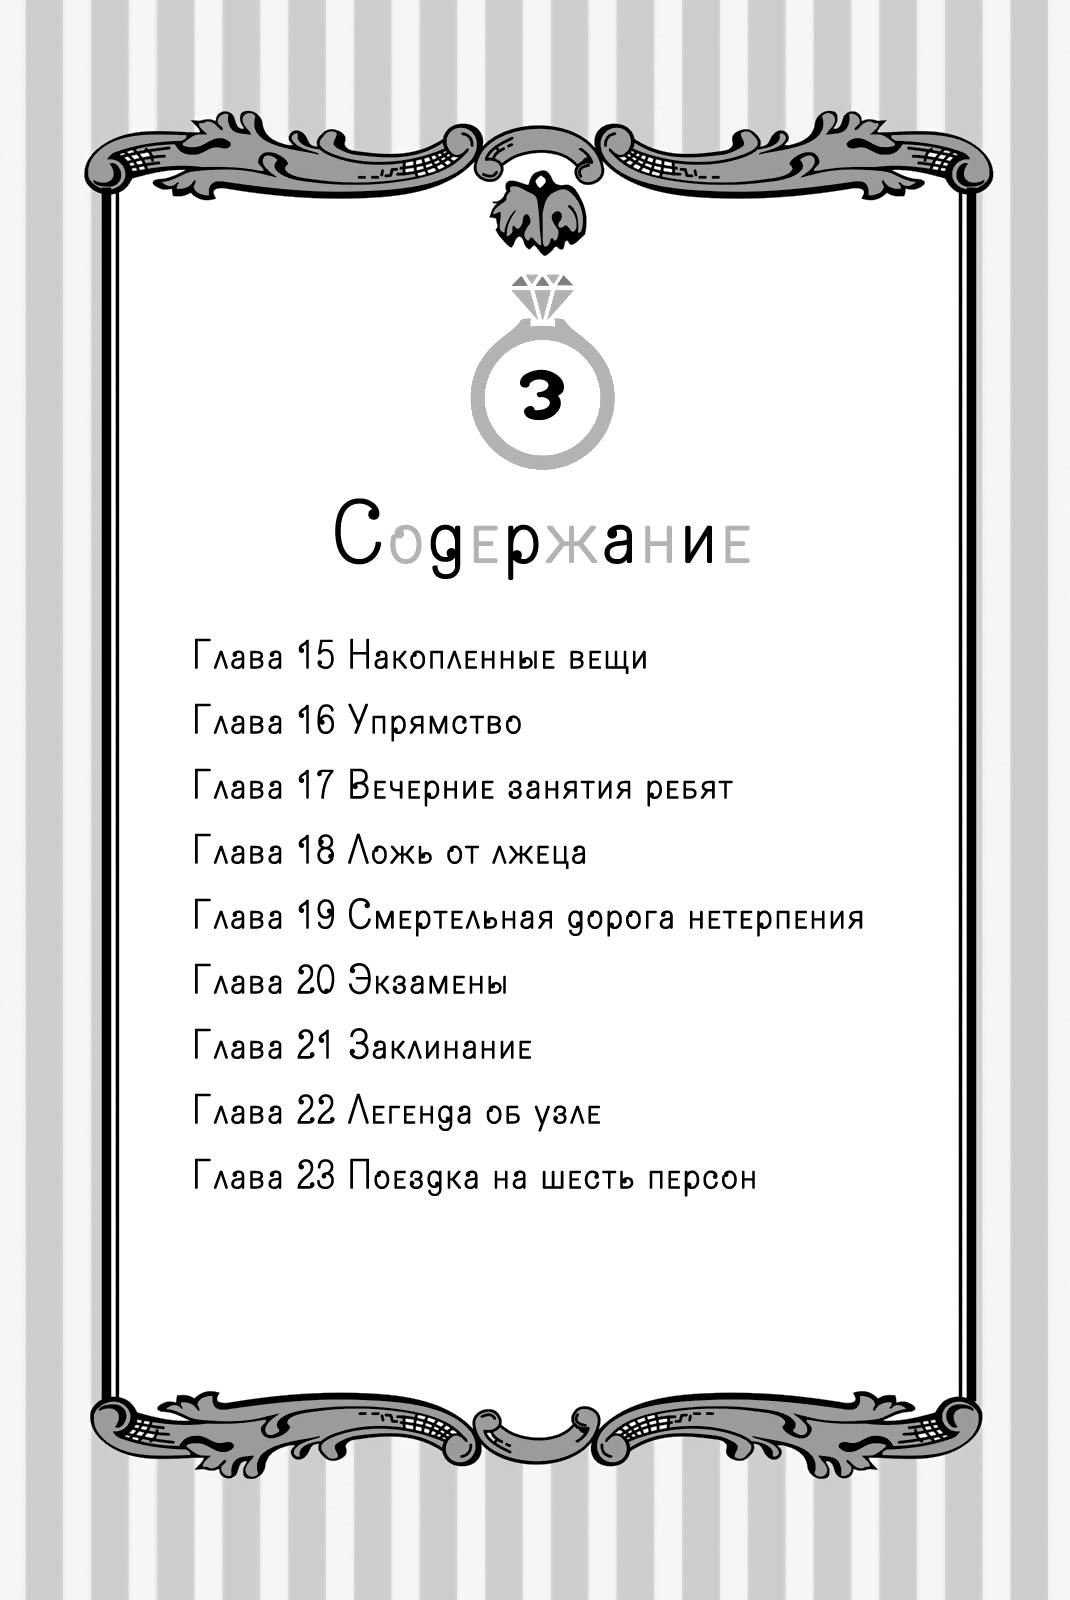 3
Содержание
Глава 15 Накопленные вещи
Глава 16 Упрямство
Глава 17 Вечерние занятия ребят
Глава 18 Ложь от лжеца
Глава 19 Смертельная дорога нетерпения
Глава 20 Экзамены
Глава 21 Заклинание
Глава 22 Легенда об узле
Глава 23 Поездка на шесть персон